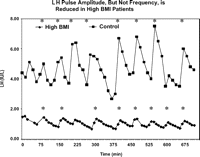 LH Pulse Amplitude, But Not Frequency, is
Reduced in High BMI Patients
High BMI
Control
8.00
6.00
4.00
2.00
0.00
LH(IU/L)
0 75 150 225 300 375 450 525 600 675
Time (min)